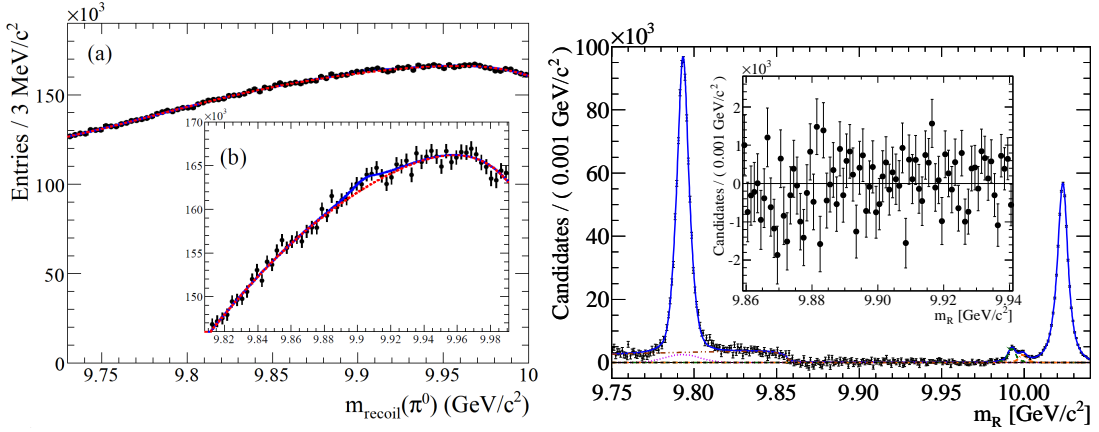 ×10³
Entries / 3 MeV/c²
(a)
150
100
50
0
9.75 9.8 9.85 9.9 9.95 10
m_recoil(π⁰) (GeV/c²)
170 ×10³
(b)
165
160
155
150
9.82 9.84 9.86 9.88 9.9 9.92 9.94 9.96 9.98
×10³
Candidates / ( 0.001 GeV/c²)
100
80
60
40
20
0
9.75 9.80 9.85 9.90 9.95 10.00
m_R [GeV/c²]
×10³
Candidates / ( 0.001 GeV/c²)
2
1
0
-1
-2
9.86 9.88 9.90 9.92 9.94
m_R [GeV/c²]